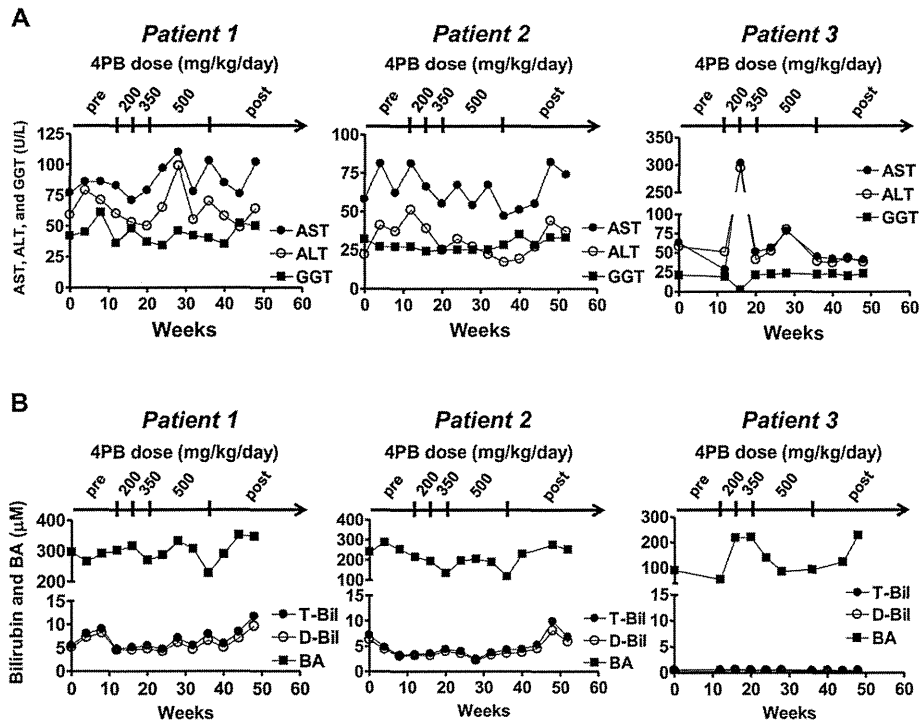 A
Patient 1
4PB dose (mg/kg/day)
pre 200 350 500 post
AST, ALT, and GGT (U/L)
125
100
75
50
25
0
AST
ALT
GGT
0 10 20 30 40 50 60
Weeks
Patient 2
4PB dose (mg/kg/day)
pre 200 350 500 post
100
75
50
25
0
AST
ALT
GGT
0 10 20 30 40 50 60
Weeks
Patient 3
4PB dose (mg/kg/day)
pre 200 350 500 post
350
300
250
100
75
50
25
0
AST
ALT
GGT
0 10 20 30 40 50 60
Weeks
B
Patient 1
4PB dose (mg/kg/day)
pre 200 350 500 post
Bilirubin and BA (μM)
400
300
200
15
10
5
0
T-Bil
D-Bil
BA
0 10 20 30 40 50 60
Weeks
Patient 2
4PB dose (mg/kg/day)
pre 200 350 500 post
400
300
200
100
15
10
5
0
T-Bil
D-Bil
BA
0 10 20 30 40 50 60
Weeks
Patient 3
4PB dose (mg/kg/day)
pre 200 350 500 post
300
200
100
15
10
5
0
T-Bil
D-Bil
BA
0 10 20 30 40 50 60
Weeks